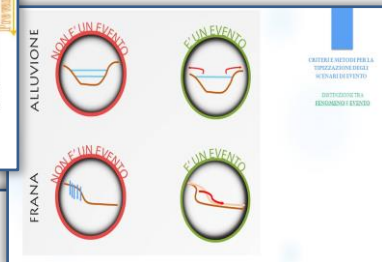 ALLUVIONE
NON E' UN EVENTO
E' UN EVENTO
FRANA
NON E' UN EVENTO
E' UN EVENTO
CRITERI E METODI PER LA
TIPIZZAZIONE DEGLI
SCENARI DI EVENTO
DISTINZIONE TRA
FENOMENO E EVENTO